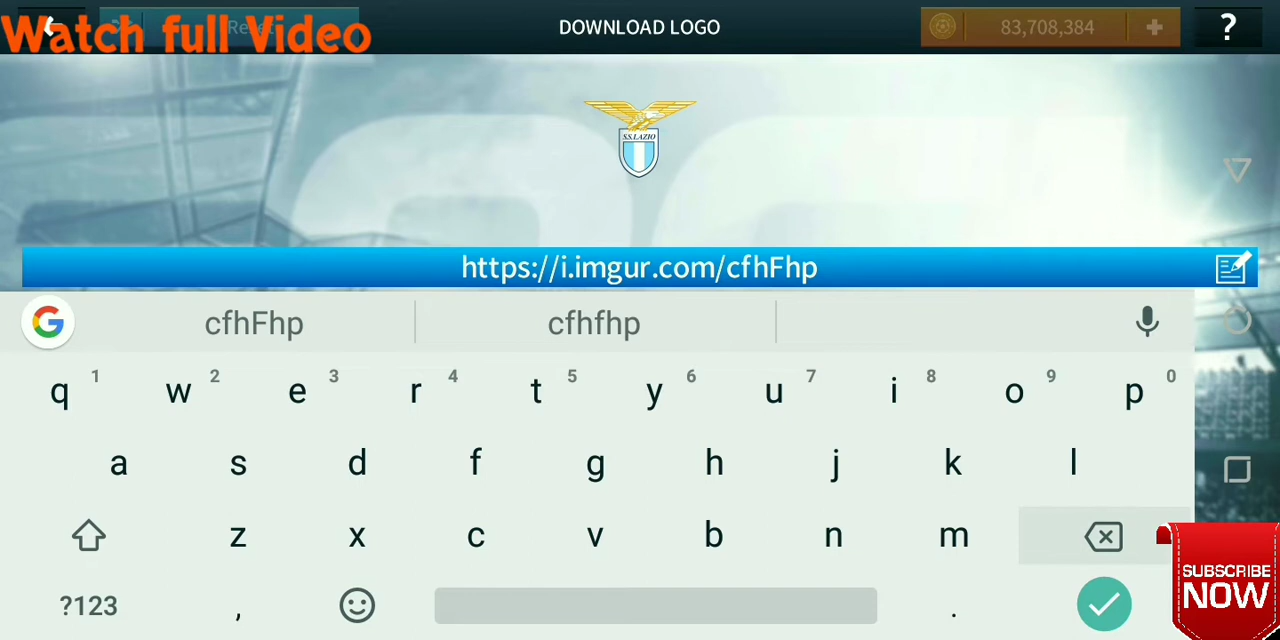 Watch full Video
Reset
DOWNLOAD LOGO
83,708,384
+
?
S.S.LAZIO
https://i.imgur.com/cfhFhp
G
cfhFhp
cfhfhp
q 1 w 2 e 3 r 4 t 5 y 6 u 7 i 8 o 9 p 0
a s d f g h j k l
z x c v b n m
?123 , .
SUBSCRIBE
NOW